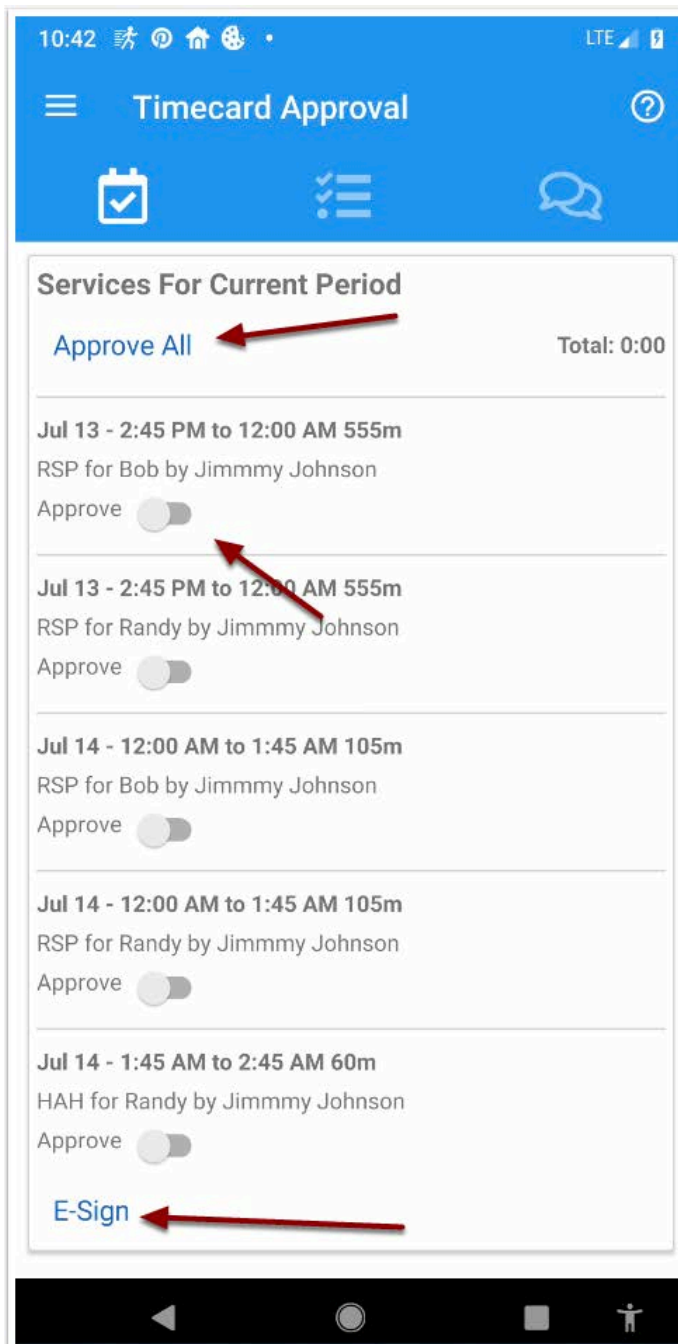 10:42
LTE
Timecard Approval
Services For Current Period
Approve All
Total: 0:00
Jul 13 - 2:45 PM to 12:00 AM 555m
RSP for Bob by Jimmmy Johnson
Approve
Jul 13 - 2:45 PM to 12:00 AM 555m
RSP for Randy by Jimmmy Johnson
Approve
Jul 14 - 12:00 AM to 1:45 AM 105m
RSP for Bob by Jimmmy Johnson
Approve
Jul 14 - 12:00 AM to 1:45 AM 105m
RSP for Randy by Jimmmy Johnson
Approve
Jul 14 - 1:45 AM to 2:45 AM 60m
HAH for Randy by Jimmmy Johnson
Approve
E-Sign